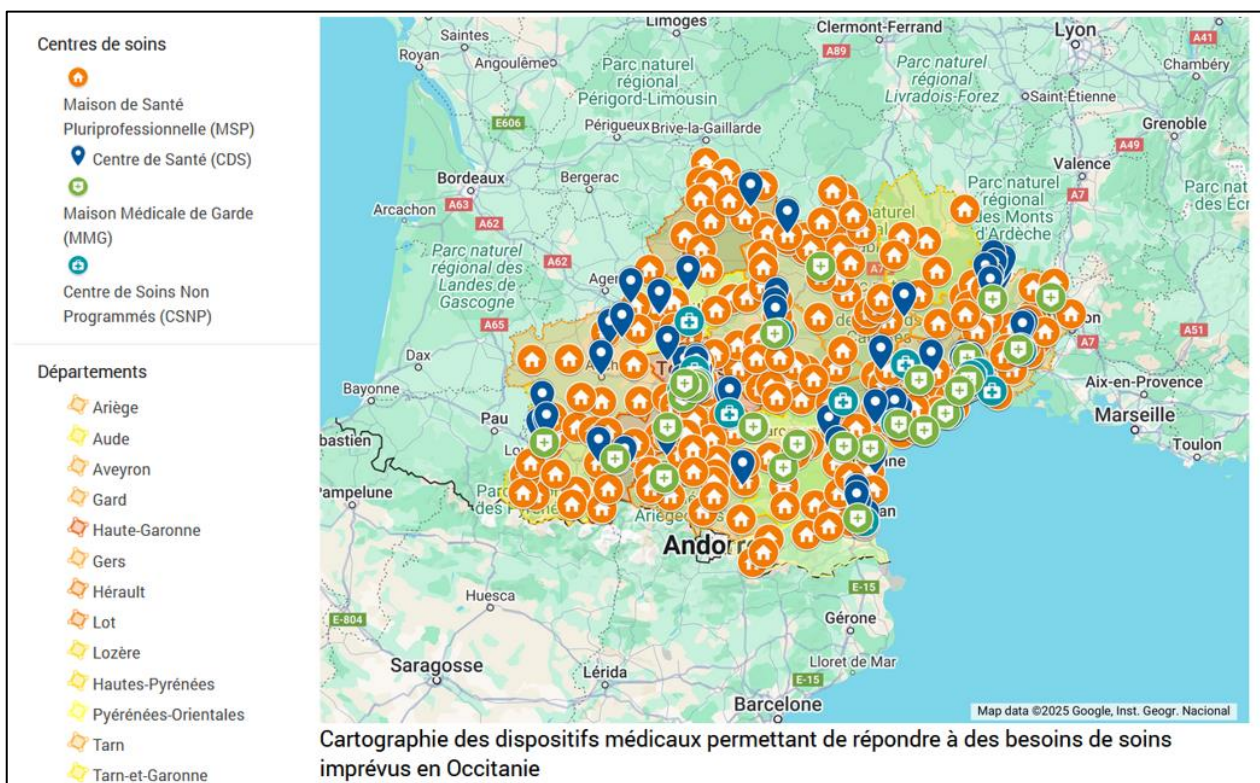 Centres de soins
Maison de Santé
Pluriprofessionnelle (MSP)
Centre de Santé (CDS)
Maison Médicale de Garde
(MMG)
Centre de Soins Non
Programmés (CSNP)
Départements
Ariège
Aude
Aveyron
Gard
Haute-Garonne
Gers
Hérault
Lot
Lozère
Hautes-Pyrénées
Pyérénées-Orientales
Tarn
Tarn-et-Garonne
Limoges
Clermont-Ferrand
Lyon
A41
Saintes
Royan
Angoulême
A89
Chambéry
Parc naturel
régional
Périgord-Limousin
Parc naturel
régional
Livradois-Forez
Saint-Étienne
E606
Périgueux
Brive-la-Gaillarde
Grenoble
A49
Valence
Bordeaux
Bergerac
A63
Arcachon
A62
A7
Parc naturel
régional
des Monts
d'Ardèche
Parc nat
des Écr
Parc naturel
régional des
Landes de
Gascogne
A62
A65
A51
A7
Dax
Bayonne
Pau
Aix-en-Provence
Marseille
Toulon
Pampelune
Huesca
E-15
E-804
Gérone
Saragosse
Lérida
Lloret de Mar
E-15
Barcelone
Map data ©2025 Google, Inst. Geogr. Nacional
Cartographie des dispositifs médicaux permettant de répondre à des besoins de soins
imprévus en Occitanie